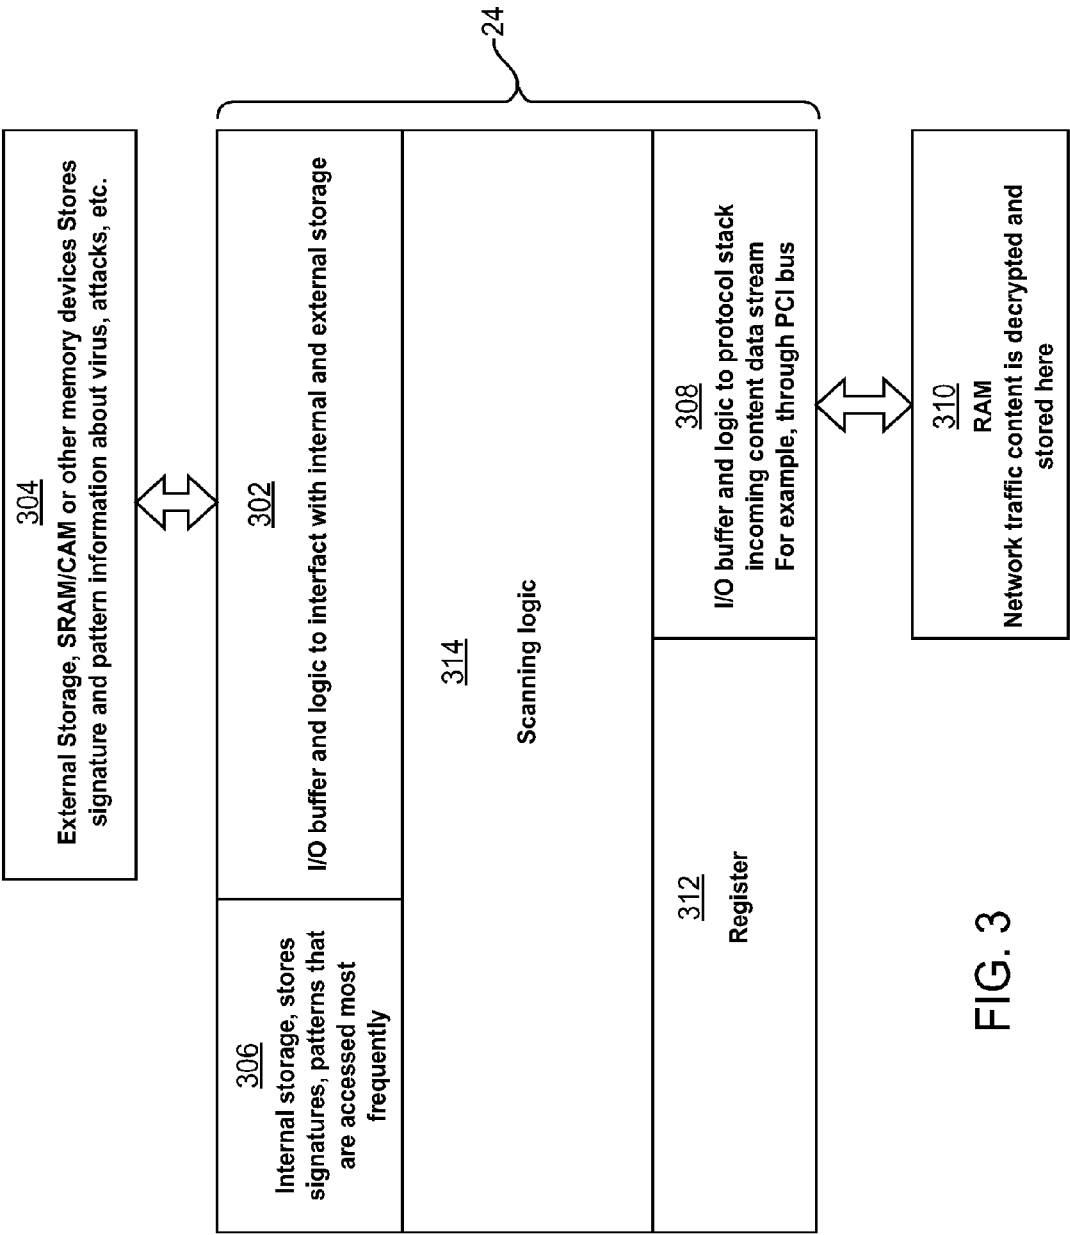 304
External Storage, SRAM/CAM or other memory devices Stores
signature and pattern information about virus, attacks, etc.
24
306
Internal storage, stores
signatures, patterns that
are accessed most
frequently
302
I/O buffer and logic to interfact with internal and external storage
314
Scanning logic
312
Register
308
I/O buffer and logic to protocol stack
incoming content data stream
For example, through PCI bus
310
RAM
Network traffic content is decrypted and
stored here
FIG. 3